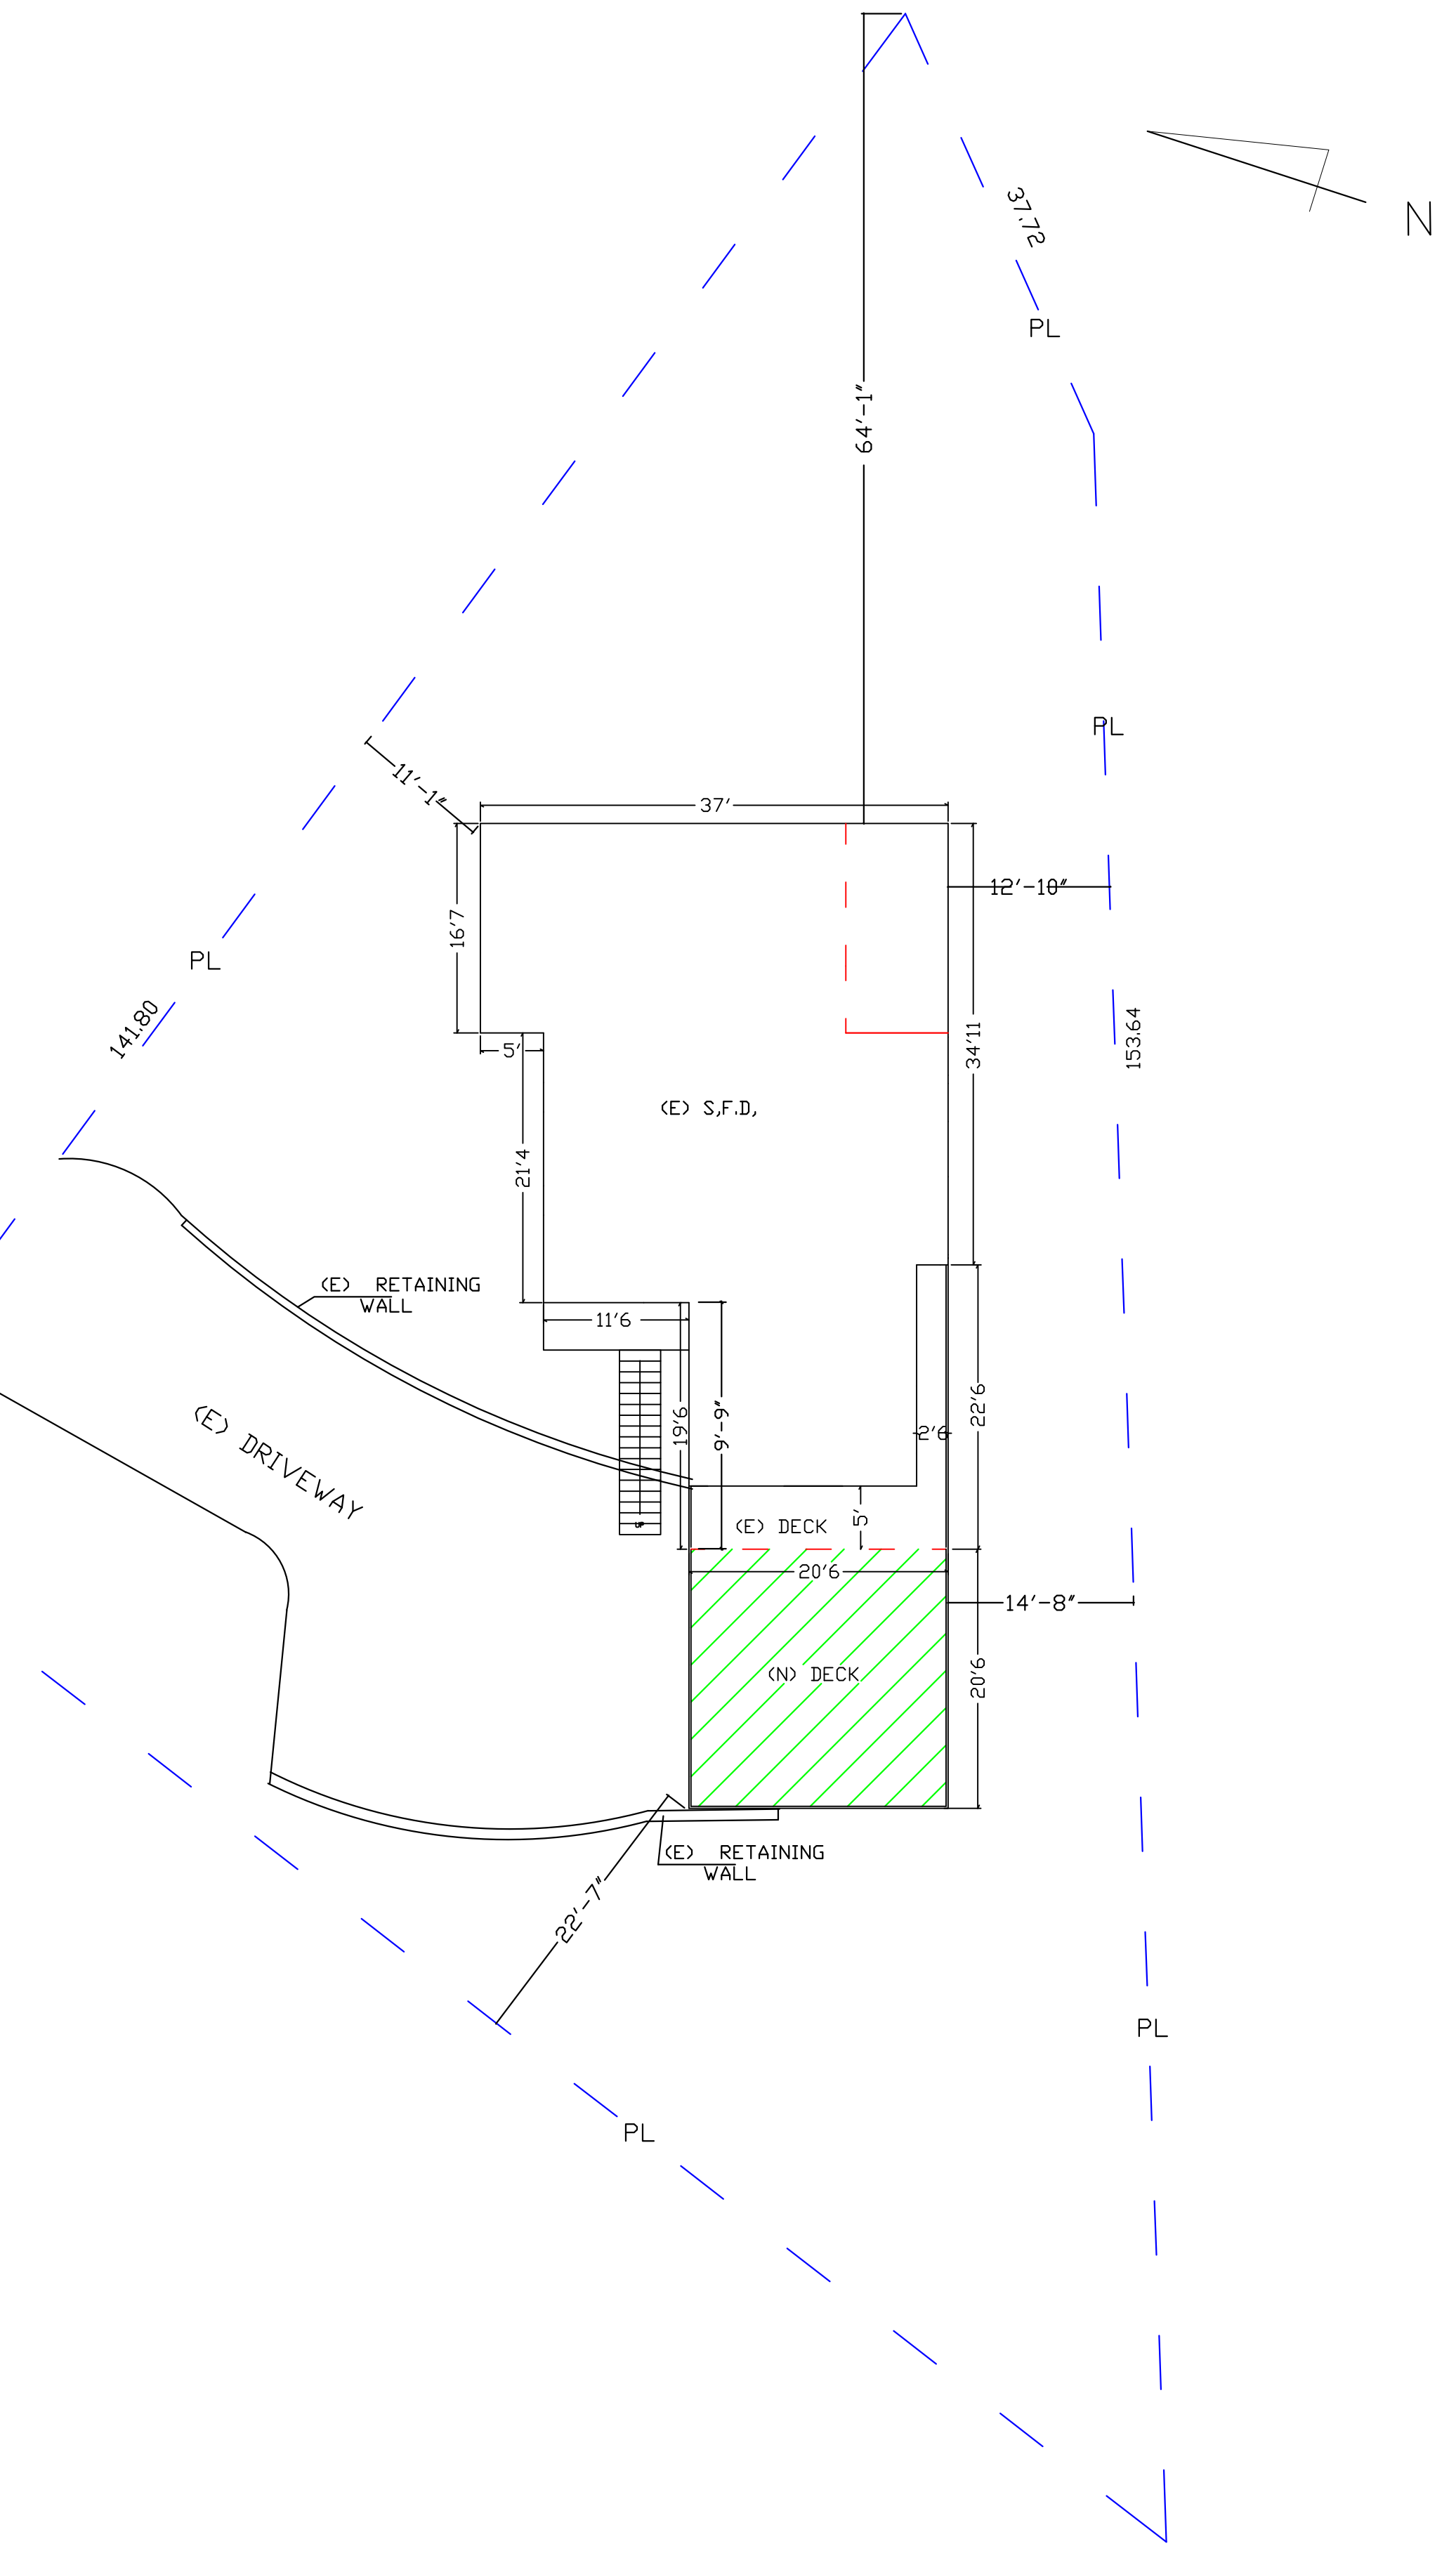 37.72
N
PL
64'-1"
PL
11'-1"
37'
12'-10"
16'7
PL
141.80
34'11
153.64
5'
(E) S,F.D,
21'4
(E) RETAINING
WALL
11'6
22'6
19'6
9'-9"
2'6
(E) DRIVEWAY
5'
UP
(E) DECK
20'6
14'-8"
(N) DECK
20'6
(E) RETAINING
WALL
22'-7"
PL
PL